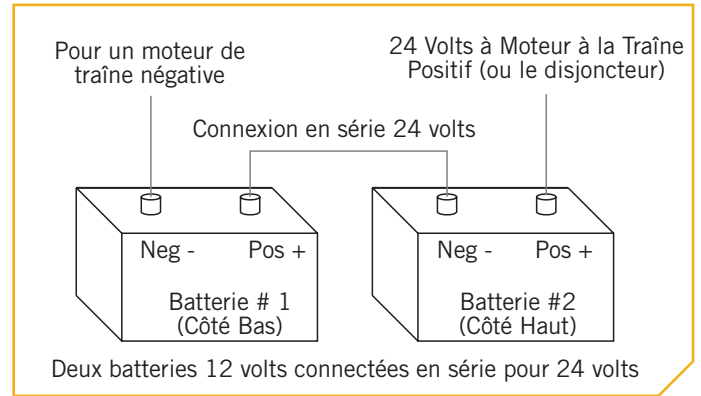 Pour un moteur de
traîne négative
24 Volts à Moteur à la Traîne
Positif (ou le disjoncteur)
Connexion en série 24 volts
Neg - Pos +
Batterie # 1
(Côté Bas)
Neg - Pos +
Batterie #2
(Côté Haut)
Deux batteries 12 volts connectées en série pour 24 volts